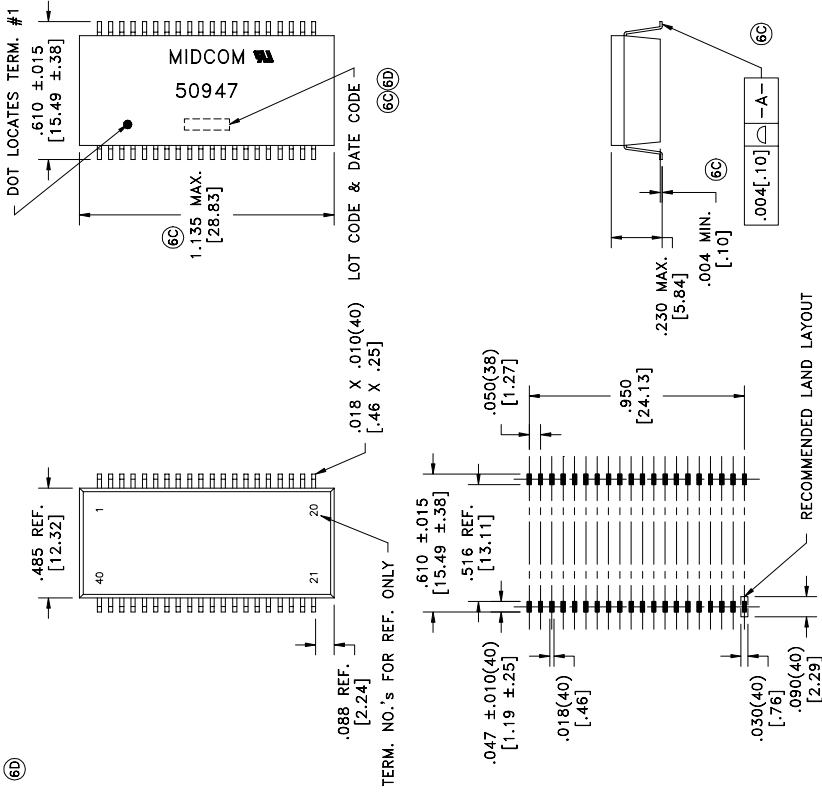 DOT LOCATES TERM. #1
.610 ±.015
[15.49 ±.38]
MIDCOM
50947
6C
1.135 MAX.
[28.83]
LOT CODE & DATE CODE
6C 6D
6C
.004[.10] -A-
6C
.230 MAX.
[5.84]
.004 MIN.
[.10]
.485 REF.
[12.32]
1
40
20
21
.018 X .010(40)
[.46 X .25]
.088 REF.
[2.24]
TERM. NO.'s FOR REF. ONLY
6D
.610 ±.015
[15.49 ±.38]
.516 REF.
[13.11]
.050(38)
[1.27]
.950
[24.13]
.047 ±.010(40)
[1.19 ±.25]
.018(40)
[.46]
.030(40)
[.76]
.090(40)
[2.29]
RECOMMENDED LAND LAYOUT